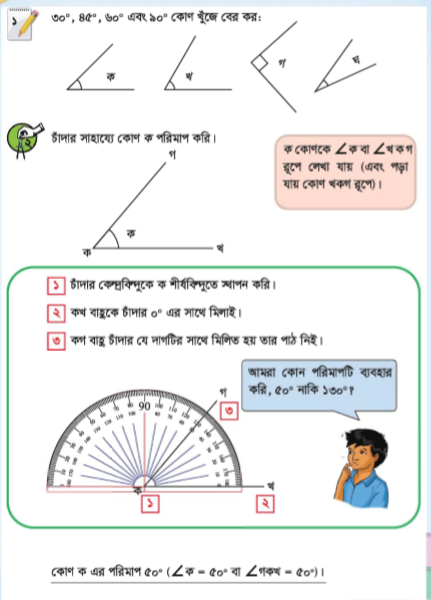 ১
৩০°, ৪৫°, ৬০° এবং ৯০° কোণ খুঁজে বের কর:
ক
খ
গ
ঘ
২
চাঁদার সাহায্যে কোণ ক পরিমাপ করি।
ক কোণকে ∠ক বা ∠খকগ
রূপে লেখা যায় (এবং পড়া
যায় কোণ খকগ রূপে)।
গ
ক
ক
খ
১ চাঁদার কেন্দ্রবিন্দুকে ক শীর্ষবিন্দুতে স্থাপন করি।
২ কখ বাহুকে চাঁদার ০° এর সাথে মিলাই।
৩ কগ বাহু চাঁদার যে দাগটির সাথে মিলিত হয় তার পাঠ নিই।
আমরা কোন পরিমাপটি ব্যবহার
করি, ৫০° নাকি ১৩০°?
গ
৩
90
ক
খ
১
২
কোণ ক এর পরিমাপ ৫০° (∠ক = ৫০° বা ∠গকখ = ৫০°)।